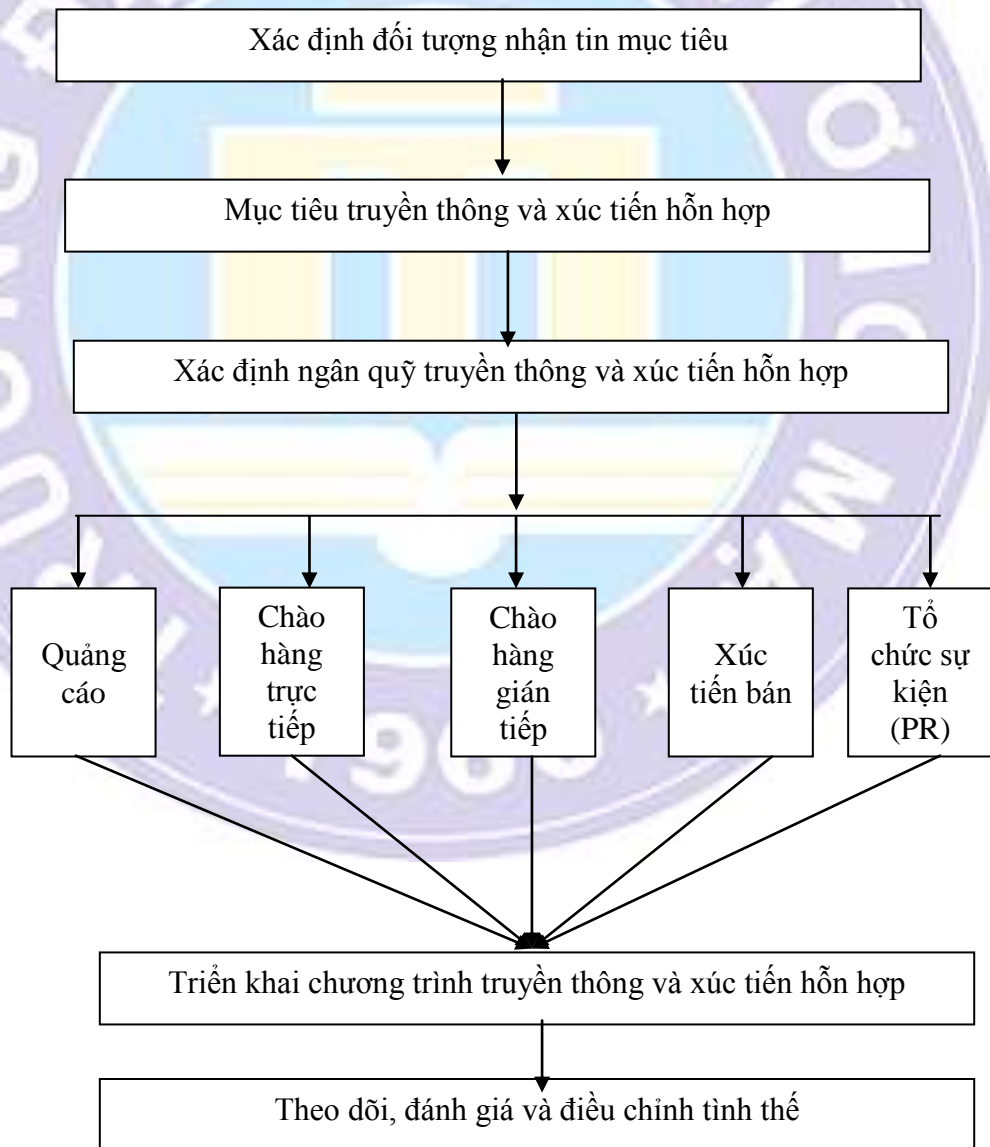 Xác định đối tượng nhận tin mục tiêu
Mục tiêu truyền thông và xúc tiến hỗn hợp
Xác định ngân quỹ truyền thông và xúc tiến hỗn hợp
Quảng
cáo
Chào
hàng
trực
tiếp
Chào
hàng
gián
tiếp
Xúc
tiến bán
Tổ
chức sự
kiện
(PR)
Triển khai chương trình truyền thông và xúc tiến hỗn hợp
Theo dõi, đánh giá và điều chỉnh tình thế